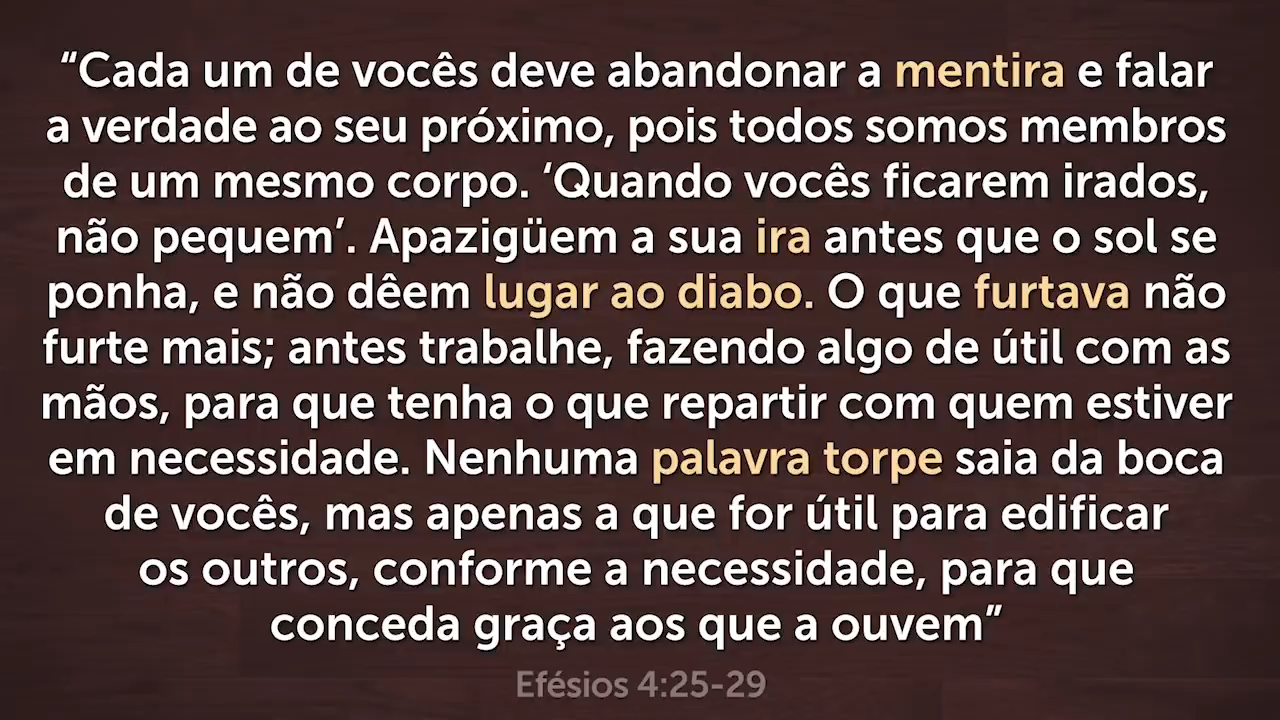 “Cada um de vocês deve abandonar a mentira e falar
a verdade ao seu próximo, pois todos somos membros
de um mesmo corpo. ‘Quando vocês ficarem irados,
não pequem’. Apazigüem a sua ira antes que o sol se
ponha, e não dêem lugar ao diabo. O que furtava não
furte mais; antes trabalhe, fazendo algo de útil com as
mãos, para que tenha o que repartir com quem estiver
em necessidade. Nenhuma palavra torpe saia da boca
de vocês, mas apenas a que for útil para edificar
os outros, conforme a necessidade, para que
conceda graça aos que a ouvem”
Efésios 4:25-29